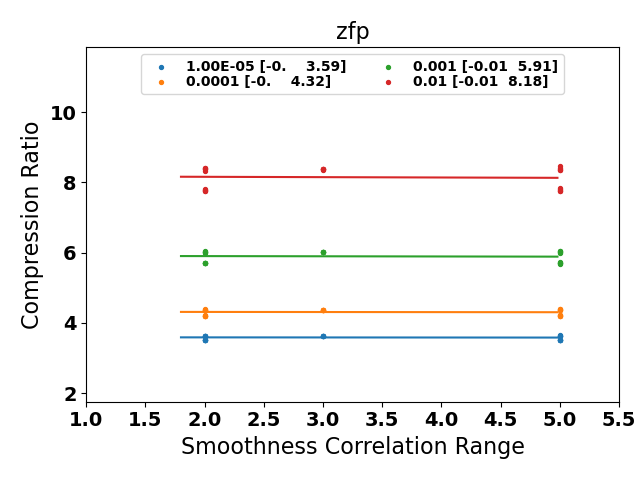 zfp
1.00E-05 [-0.    3.59]
0.0001 [-0.    4.32]
0.001 [-0.01  5.91]
0.01 [-0.01  8.18]
Compression Ratio
10
8
6
4
2
1.0 1.5 2.0 2.5 3.0 3.5 4.0 4.5 5.0 5.5
Smoothness Correlation Range